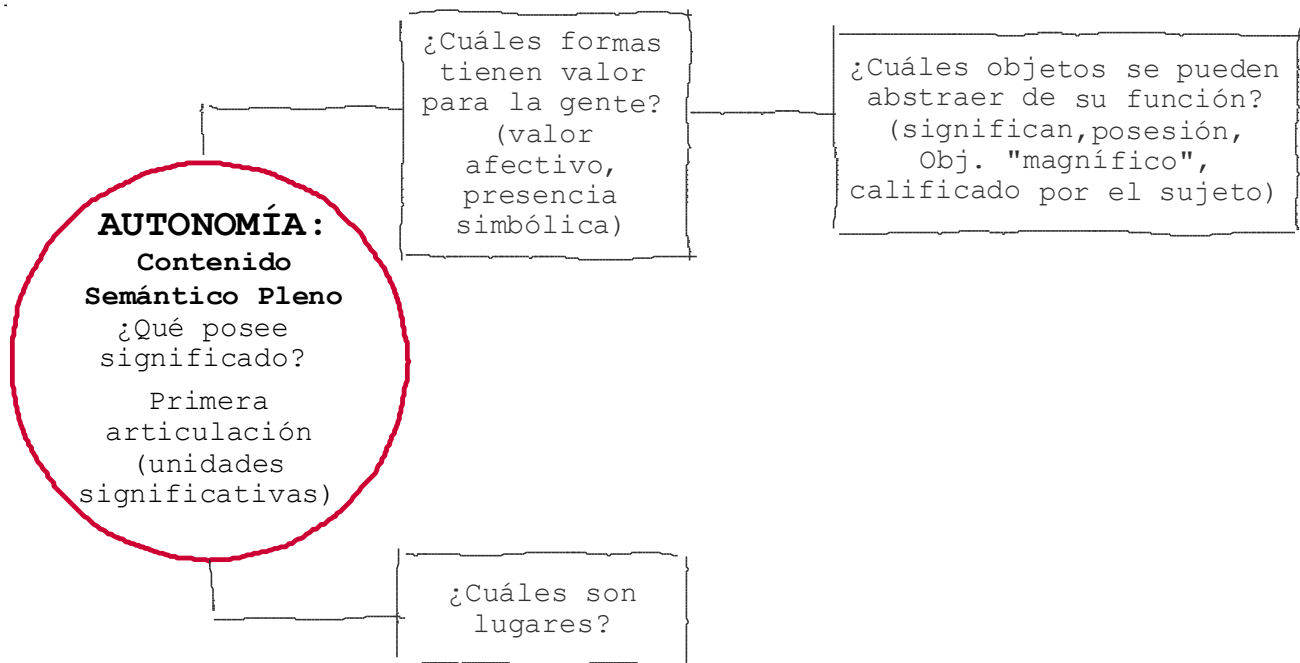 AUTONOMÍA:
Contenido
Semántico Pleno
¿Qué posee
significado?
Primera
articulación
(unidades
significativas)
¿Cuáles formas
tienen valor
para la gente?
(valor
afectivo,
presencia
simbólica)
¿Cuáles objetos se pueden
abstraer de su función?
(significan,posesión,
Obj. "magnífico",
calificado por el sujeto)
¿Cuáles son
lugares?